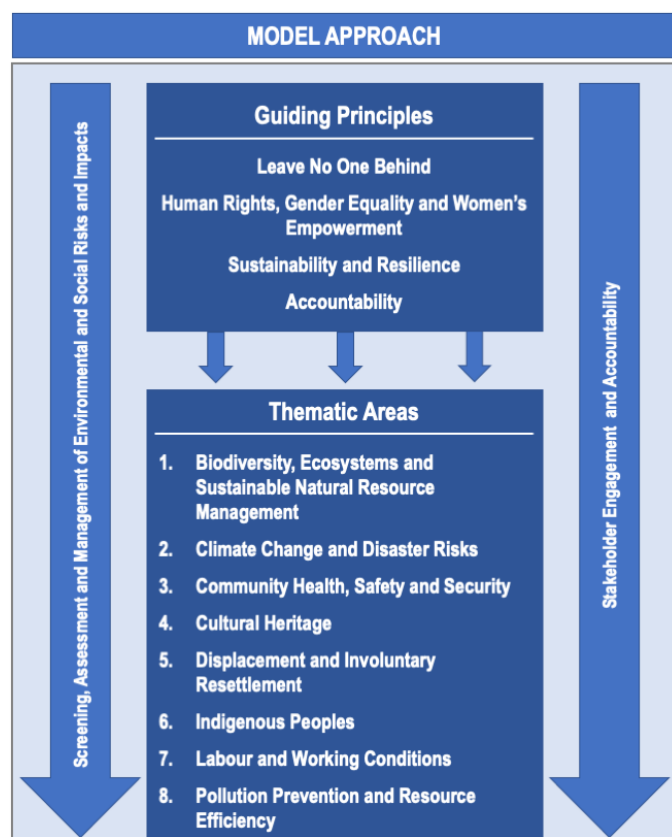 MODEL APPROACH
Screening, Assessment and Management of Environmental and Social Risks and Impacts
Guiding Principles
Leave No One Behind
Human Rights, Gender Equality and Women's
Empowerment
Sustainability and Resilience
Accountability
Thematic Areas
1. Biodiversity, Ecosystems and
Sustainable Natural Resource
Management
2. Climate Change and Disaster Risks
3. Community Health, Safety and Security
4. Cultural Heritage
5. Displacement and Involuntary
Resettlement
6. Indigenous Peoples
7. Labour and Working Conditions
8. Pollution Prevention and Resource
Efficiency
Stakeholder Engagement and Accountability